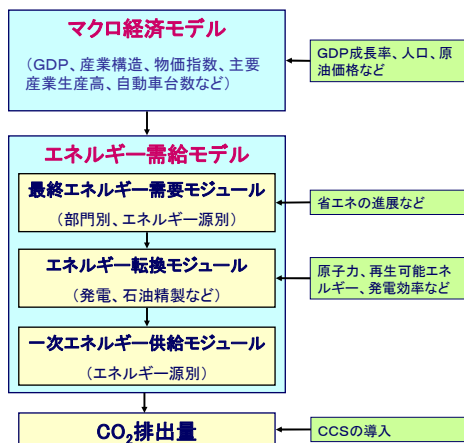 マクロ経済モデル
（GDP、産業構造、物価指数、主要
産業生産高、自動車台数など）
GDP成長率、人口、原
油価格など
エネルギー需給モデル
最終エネルギー需要モジュール
（部門別、エネルギー源別）
省エネの進展など
エネルギー転換モジュール
（発電、石油精製など）
原子力、再生可能エネ
ルギー、発電効率など
一次エネルギー供給モジュール
（エネルギー源別）
CO₂排出量
CCSの導入